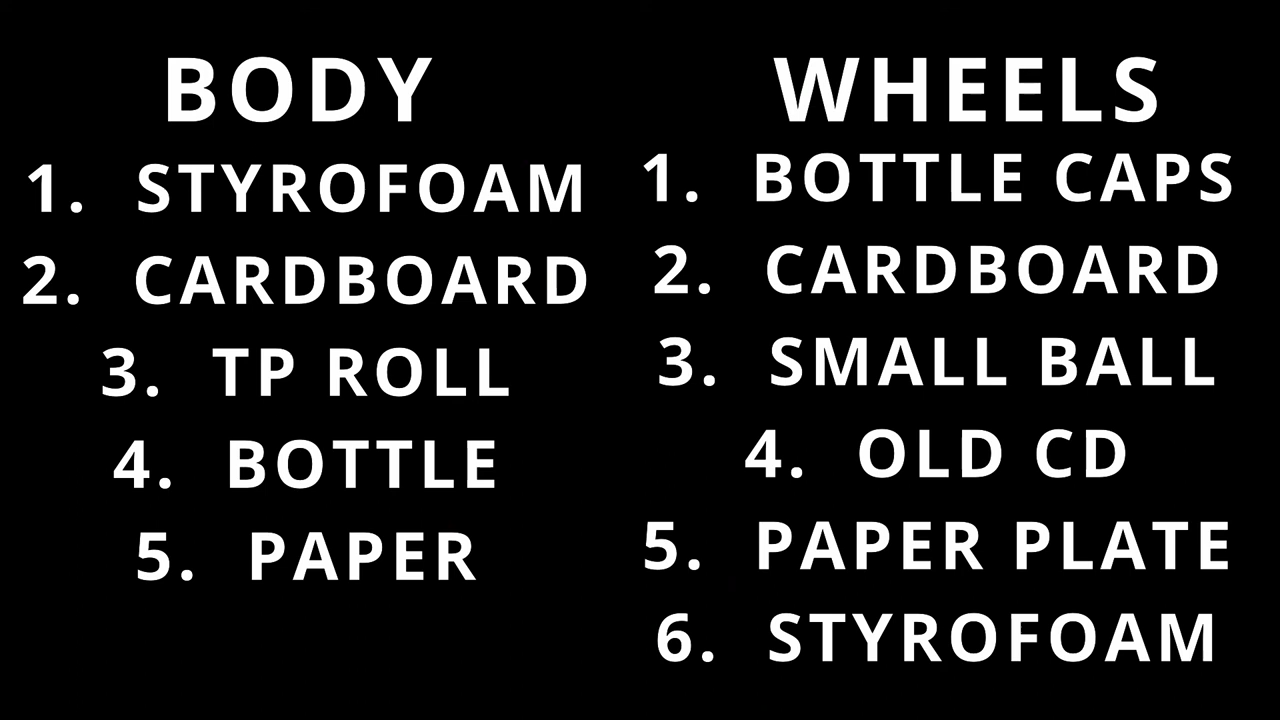 BODY
1. STYROFOAM
2. CARDBOARD
3. TP ROLL
4. BOTTLE
5. PAPER
WHEELS
1. BOTTLE CAPS
2. CARDBOARD
3. SMALL BALL
4. OLD CD
5. PAPER PLATE
6. STYROFOAM